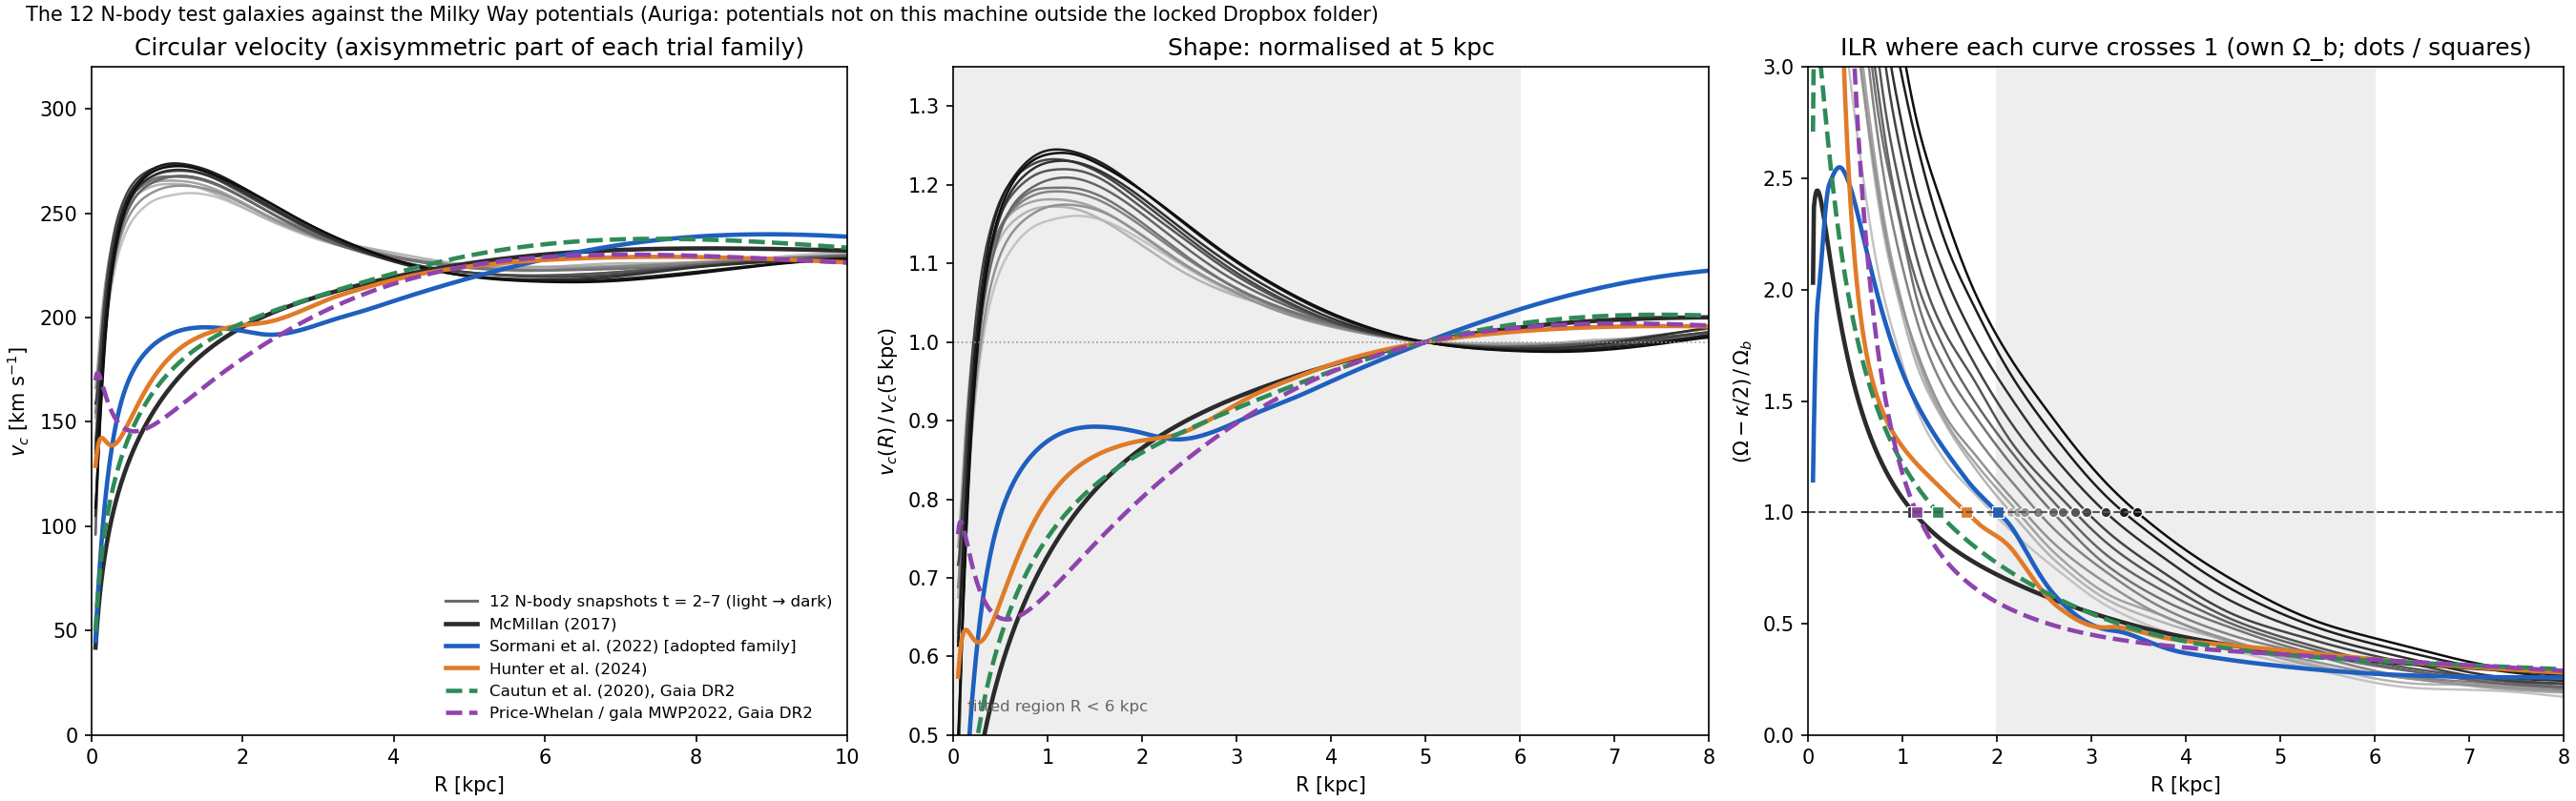 The 12 N-body test galaxies against the Milky Way potentials (Auriga: potentials not on this machine outside the locked Dropbox folder)
Circular velocity (axisymmetric part of each trial family)
300
250
200
150
100
50
0
v_c [km s⁻¹]
12 N-body snapshots t = 2–7 (light → dark)
McMillan (2017)
Sormani et al. (2022) [adopted family]
Hunter et al. (2024)
Cautun et al. (2020), Gaia DR2
Price-Whelan / gala MWP2022, Gaia DR2
0 2 4 6 8 10
R [kpc]
Shape: normalised at 5 kpc
1.3
1.2
1.1
1.0
0.9
0.8
0.7
0.6
0.5
v_c(R) / v_c(5 kpc)
fitted region R < 6 kpc
0 1 2 3 4 5 6 7 8
R [kpc]
ILR where each curve crosses 1 (own Ω_b; dots / squares)
3.0
2.5
2.0
1.5
1.0
0.5
0.0
(Ω − κ/2) / Ω_b
0 1 2 3 4 5 6 7 8
R [kpc]